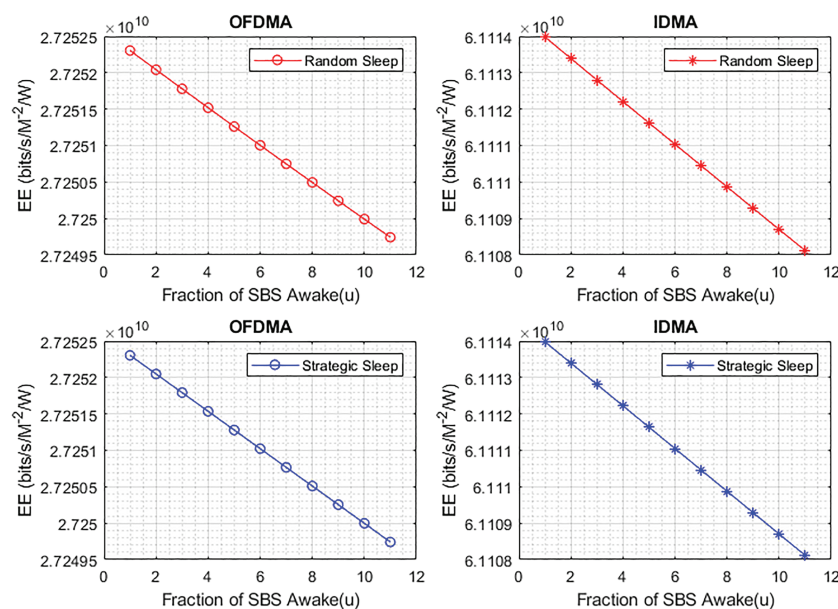 OFDMA
×10^10
2.72525
2.7252
2.72515
2.7251
2.72505
2.725
2.72495
EE (bits/s/M^-2/W)
Random Sleep
0 2 4 6 8 10 12
Fraction of SBS Awake(u)
IDMA
×10^10
6.1114
6.1113
6.1112
6.1111
6.111
6.1109
6.1108
EE (bits/s/M^-2/W)
Random Sleep
0 2 4 6 8 10 12
Fraction of SBS Awake(u)
OFDMA
×10^10
2.72525
2.7252
2.72515
2.7251
2.72505
2.725
2.72495
EE (bits/s/M^-2/W)
Strategic Sleep
0 2 4 6 8 10 12
Fraction of SBS Awake(u)
IDMA
×10^10
6.1114
6.1113
6.1112
6.1111
6.111
6.1109
6.1108
EE (bits/s/M^-2/W)
Strategic Sleep
0 2 4 6 8 10 12
Fraction of SBS Awake(u)